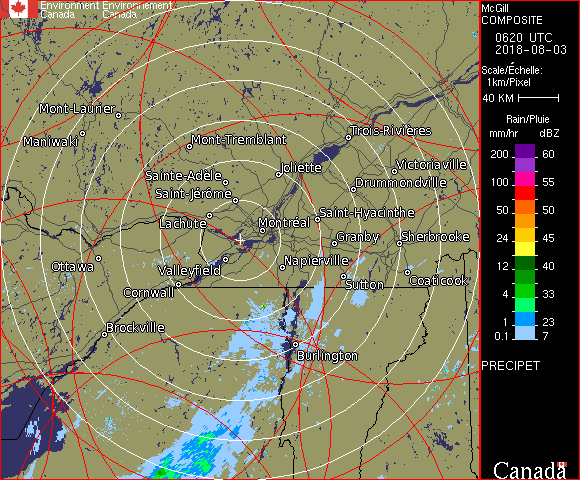 Environment Environnement
Canada Canada
McGill
COMPOSITE
0620 UTC
2018-08-03
Scale/Échelle:
1km/Pixel
40 KM
Rain/Pluie
mm/hr dBZ
200 60
155
100 55
50 50
24 45
12 40
4 33
1 23
0.1 7
PRECIPET
Canada
Mont-Laurier
Maniwaki
Mont-Tremblant
Trois-Rivières
Joliette
Victoriaville
Sainte-Adèle
Drummondville
Saint-Jérôme
Lachute
Saint-Hyacinthe
Montréal
Granby
Sherbrooke
Ottawa
Valleyfield
Napierville
Sutton
Coaticook
Cornwall
Brockville
Burlington